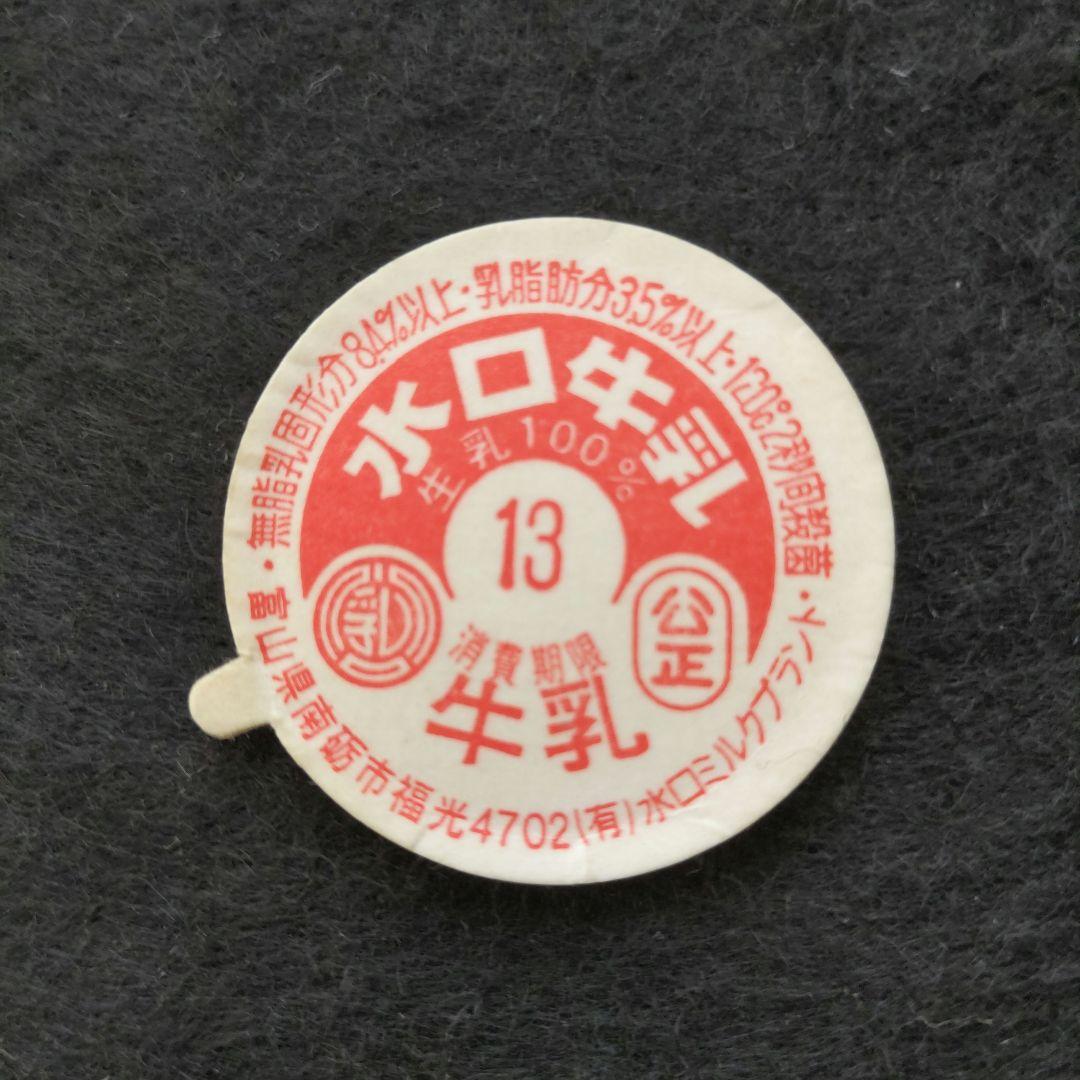 無脂乳固形分8.4%以上・乳脂肪分3.5%以上・120℃2秒間殺菌・
水口牛乳
生乳100%
13
公正
消費期限
牛乳
富山県南砺市福光4702(有)水口ミルクプラント・